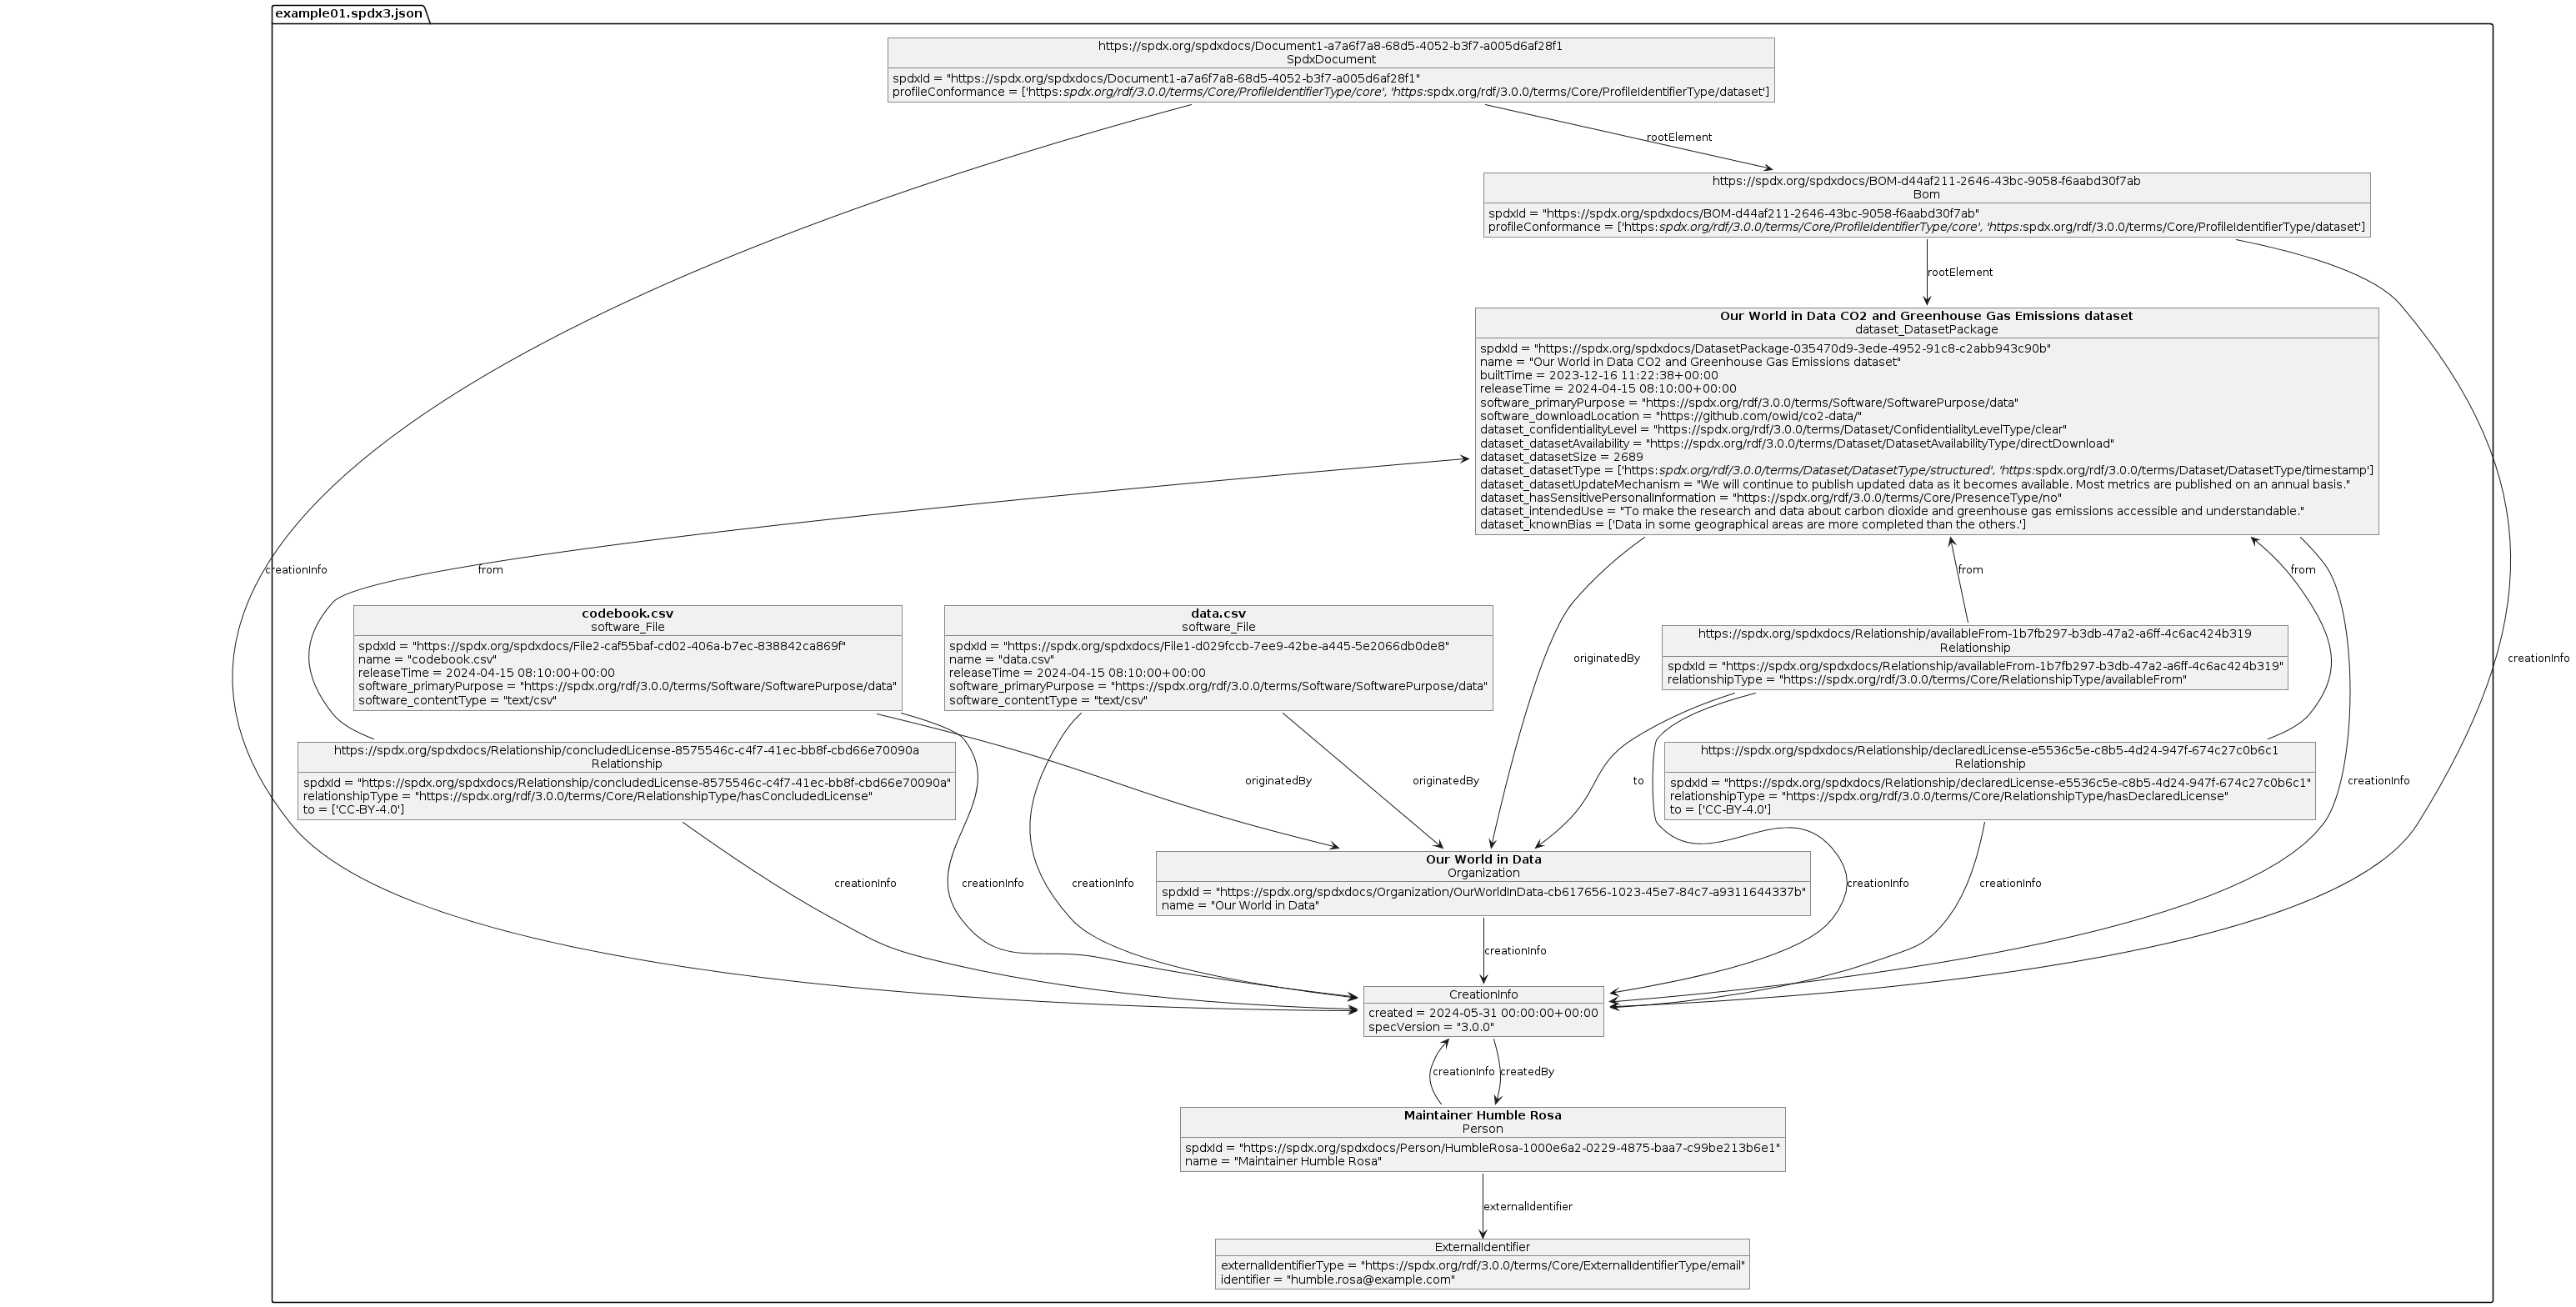 example01.spdx3.json
https://spdx.org/spdxdocs/Document1-a7a6f7a8-68d5-4052-b3f7-a005d6af28f1
SpdxDocument
spdxId = "https://spdx.org/spdxdocs/Document1-a7a6f7a8-68d5-4052-b3f7-a005d6af28f1"
profileConformance = ['https:spdx.org/rdf/3.0.0/terms/Core/ProfileIdentifierType/core', 'https:spdx.org/rdf/3.0.0/terms/Core/ProfileIdentifierType/dataset']
rootElement
https://spdx.org/spdxdocs/BOM-d44af211-2646-43bc-9058-f6aabd30f7ab
Bom
spdxId = "https://spdx.org/spdxdocs/BOM-d44af211-2646-43bc-9058-f6aabd30f7ab"
profileConformance = ['https:spdx.org/rdf/3.0.0/terms/Core/ProfileIdentifierType/core', 'https:spdx.org/rdf/3.0.0/terms/Core/ProfileIdentifierType/dataset']
rootElement
Our World in Data CO2 and Greenhouse Gas Emissions dataset
dataset_DatasetPackage
spdxId = "https://spdx.org/spdxdocs/DatasetPackage-035470d9-3ede-4952-91c8-c2abb943c90b"
name = "Our World in Data CO2 and Greenhouse Gas Emissions dataset"
builtTime = 2023-12-16 11:22:38+00:00
releaseTime = 2024-04-15 08:10:00+00:00
software_primaryPurpose = "https://spdx.org/rdf/3.0.0/terms/Software/SoftwarePurpose/data"
software_downloadLocation = "https://github.com/owid/co2-data/"
dataset_confidentialityLevel = "https://spdx.org/rdf/3.0.0/terms/Dataset/ConfidentialityLevelType/clear"
dataset_datasetAvailability = "https://spdx.org/rdf/3.0.0/terms/Dataset/DatasetAvailabilityType/directDownload"
dataset_datasetSize = 2689
dataset_datasetType = ['https:spdx.org/rdf/3.0.0/terms/Dataset/DatasetType/structured', 'https:spdx.org/rdf/3.0.0/terms/Dataset/DatasetType/timestamp']
dataset_datasetUpdateMechanism = "We will continue to publish updated data as it becomes available. Most metrics are published on an annual basis."
dataset_hasSensitivePersonalInformation = "https://spdx.org/rdf/3.0.0/terms/Core/PresenceType/no"
dataset_intendedUse = "To make the research and data about carbon dioxide and greenhouse gas emissions accessible and understandable."
dataset_knownBias = ['Data in some geographical areas are more completed than the others.']
creationInfo
from
from
from
codebook.csv
software_File
spdxId = "https://spdx.org/spdxdocs/File2-caf55baf-cd02-406a-b7ec-838842ca869f"
name = "codebook.csv"
releaseTime = 2024-04-15 08:10:00+00:00
software_primaryPurpose = "https://spdx.org/rdf/3.0.0/terms/Software/SoftwarePurpose/data"
software_contentType = "text/csv"
data.csv
software_File
spdxId = "https://spdx.org/spdxdocs/File1-d029fccb-7ee9-42be-a445-5e2066db0de8"
name = "data.csv"
releaseTime = 2024-04-15 08:10:00+00:00
software_primaryPurpose = "https://spdx.org/rdf/3.0.0/terms/Software/SoftwarePurpose/data"
software_contentType = "text/csv"
originatedBy
https://spdx.org/spdxdocs/Relationship/availableFrom-1b7fb297-b3db-47a2-a6ff-4c6ac424b319
Relationship
spdxId = "https://spdx.org/spdxdocs/Relationship/availableFrom-1b7fb297-b3db-47a2-a6ff-4c6ac424b319"
relationshipType = "https://spdx.org/rdf/3.0.0/terms/Core/RelationshipType/availableFrom"
creationInfo
https://spdx.org/spdxdocs/Relationship/concludedLicense-8575546c-c4f7-41ec-bb8f-cbd66e70090a
Relationship
spdxId = "https://spdx.org/spdxdocs/Relationship/concludedLicense-8575546c-c4f7-41ec-bb8f-cbd66e70090a"
relationshipType = "https://spdx.org/rdf/3.0.0/terms/Core/RelationshipType/hasConcludedLicense"
to = ['CC-BY-4.0']
originatedBy
originatedBy
to
https://spdx.org/spdxdocs/Relationship/declaredLicense-e5536c5e-c8b5-4d24-947f-674c27c0b6c1
Relationship
spdxId = "https://spdx.org/spdxdocs/Relationship/declaredLicense-e5536c5e-c8b5-4d24-947f-674c27c0b6c1"
relationshipType = "https://spdx.org/rdf/3.0.0/terms/Core/RelationshipType/hasDeclaredLicense"
to = ['CC-BY-4.0']
creationInfo
creationInfo
creationInfo
creationInfo
Our World in Data
Organization
spdxId = "https://spdx.org/spdxdocs/Organization/OurWorldInData-cb617656-1023-45e7-84c7-a9311644337b"
name = "Our World in Data"
creationInfo
creationInfo
creationInfo
CreationInfo
created = 2024-05-31 00:00:00+00:00
specVersion = "3.0.0"
creationInfo
createdBy
Maintainer Humble Rosa
Person
spdxId = "https://spdx.org/spdxdocs/Person/HumbleRosa-1000e6a2-0229-4875-baa7-c99be213b6e1"
name = "Maintainer Humble Rosa"
externalIdentifier
ExternalIdentifier
externalIdentifierType = "https://spdx.org/rdf/3.0.0/terms/Core/ExternalIdentifierType/email"
identifier = "humble.rosa@example.com"